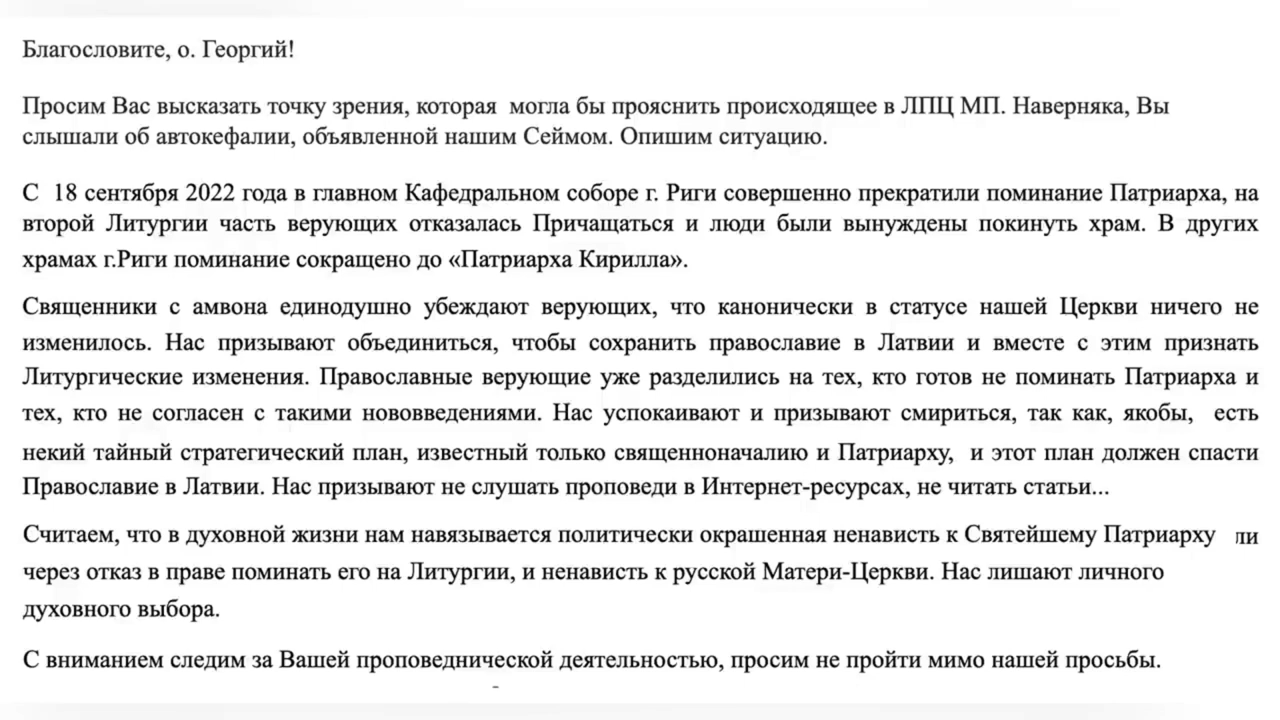 Благословите, о. Георгий!
Просим Вас высказать точку зрения, которая могла бы прояснить происходящее в ЛПЦ МП. Наверняка, Вы
слышали об автокефалии, объявленной нашим Сеймом. Опишим ситуацию.
С 18 сентября 2022 года в главном Кафедральном соборе г. Риги совершенно прекратили поминание Патриарха, на
второй Литургии часть верующих отказалась Причащаться и люди были вынуждены покинуть храм. В других
храмах г.Риги поминание сокращено до «Патриарха Кирилла».
Священники с амвона единодушно убеждают верующих, что канонически в статусе нашей Церкви ничего не
изменилось. Нас призывают объединиться, чтобы сохранить православие в Латвии и вместе с этим признать
Литургические изменения. Православные верующие уже разделились на тех, кто готов не поминать Патриарха и
тех, кто не согласен с такими нововведениями. Нас успокаивают и призывают смириться, так как, якобы, есть
некий тайный стратегический план, известный только священноначалию и Патриарху, и этот план должен спасти
Православие в Латвии. Нас призывают не слушать проповеди в Интернет-ресурсах, не читать статьи...
Считаем, что в духовной жизни нам навязывается политически окрашенная ненависть к Святейшему Патриарху ли
через отказ в праве поминать его на Литургии, и ненависть к русской Матери-Церкви. Нас лишают личного
духовного выбора.
С вниманием следим за Вашей проповеднической деятельностью, просим не пройти мимо нашей просьбы.